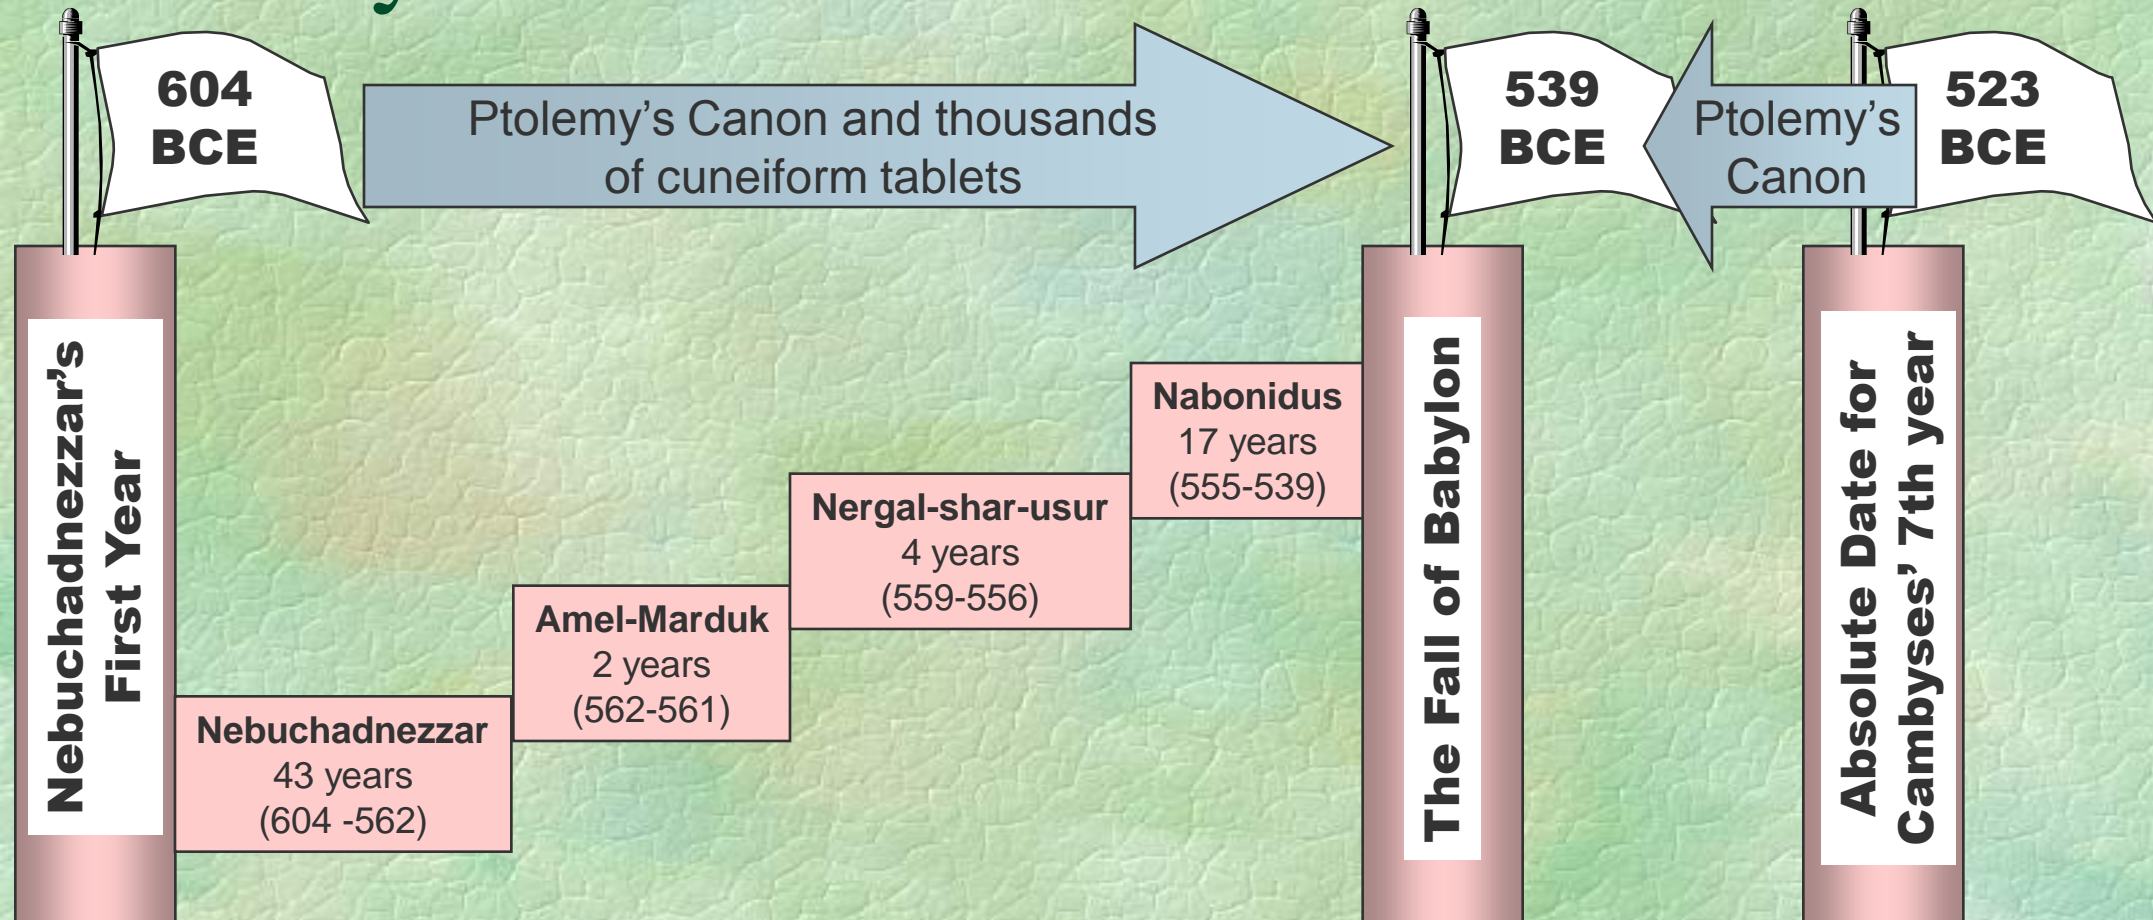 604
BCE
Ptolemy’s Canon and thousands
of cuneiform tablets
539
BCE
Ptolemy’s
Canon
523
BCE
Nebuchadnezzar’s
First Year
Nebuchadnezzar
43 years
(604 -562)
Amel-Marduk
2 years
(562-561)
Nergal-shar-usur
4 years
(559-556)
Nabonidus
17 years
(555-539)
The Fall of Babylon
Absolute Date for
Cambyses’ 7th year